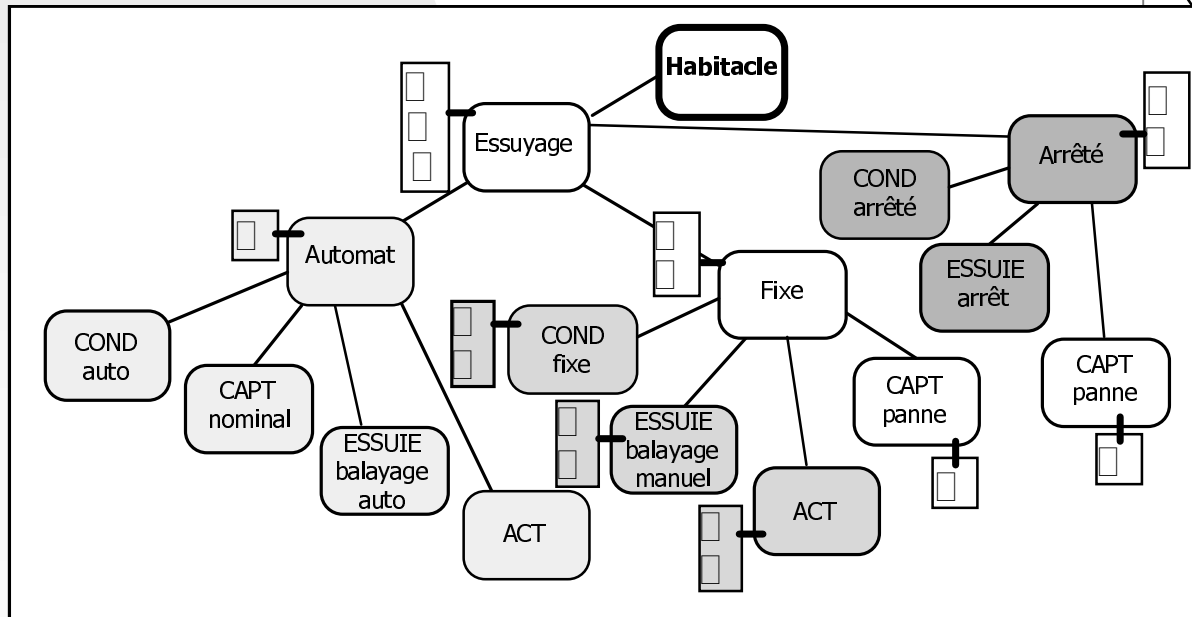 Habitacle
Essuyage
Arrêté
COND
arrêté
ESSUIE
arrêt
Automat
Fixe
COND
auto
CAPT
nominal
ESSUIE
balayage
auto
ACT
COND
fixe
ESSUIE
balayage
manuel
ACT
CAPT
panne
CAPT
panne